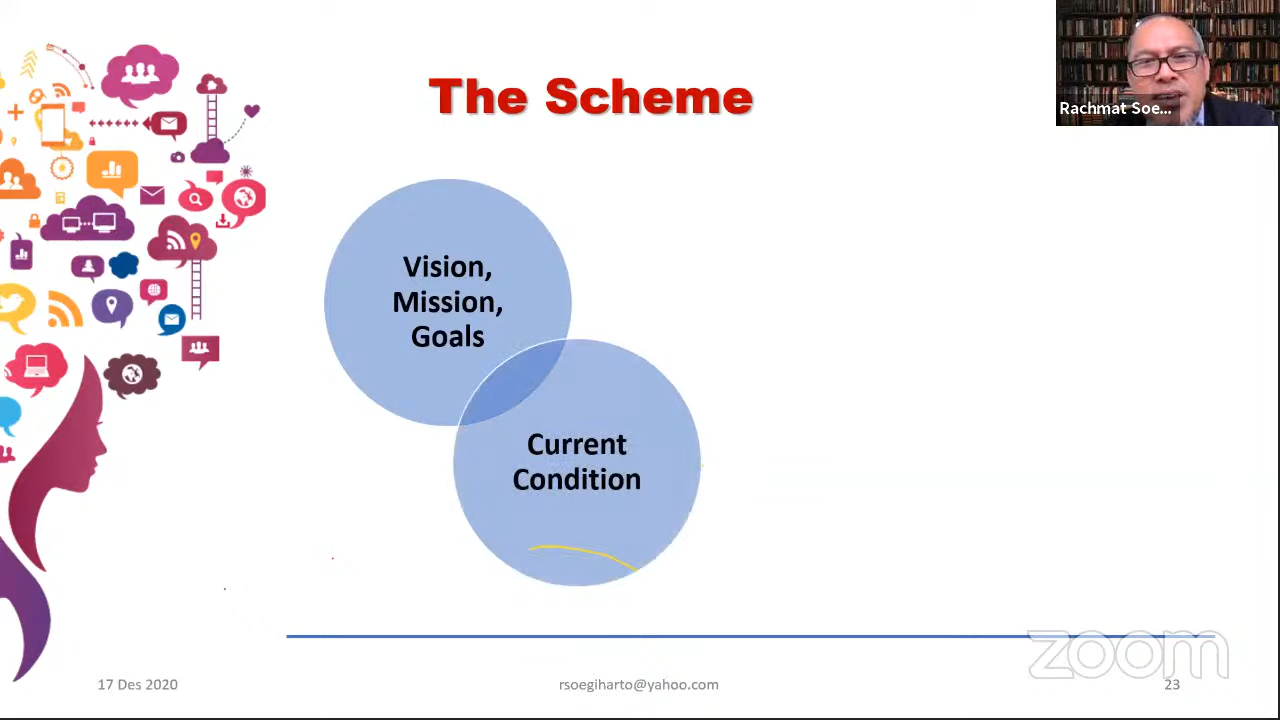 The Scheme
Rachmat Soe...
Vision,
Mission,
Goals
Current
Condition
zoom
17 Des 2020
rsoegiharto@yahoo.com
23